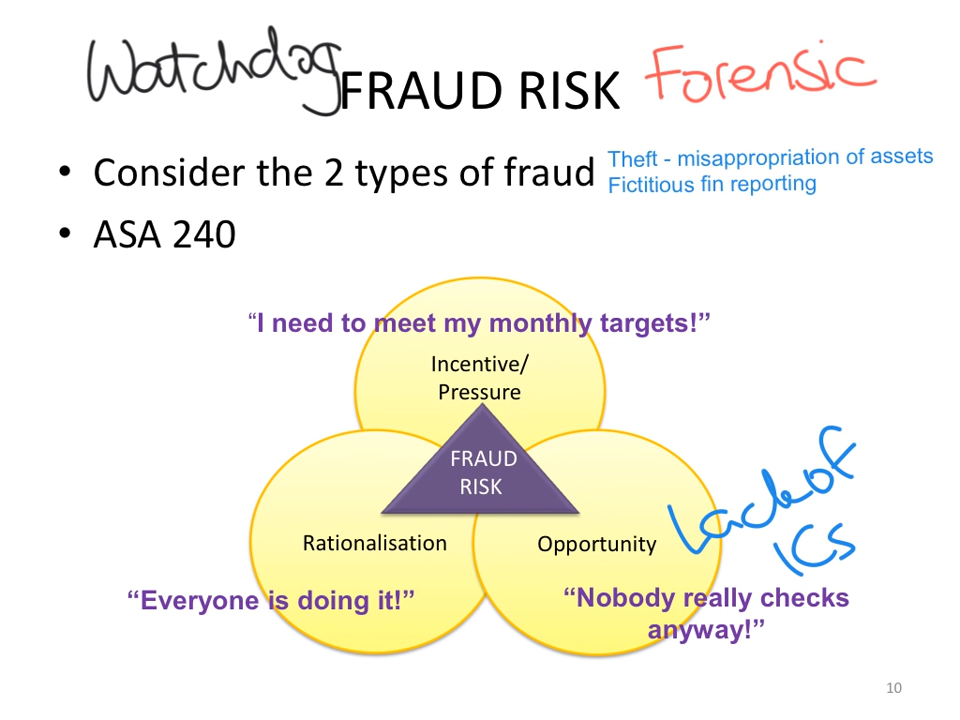 Watchdog
FRAUD RISK
Forensic
• Consider the 2 types of fraud
Theft - misappropriation of assets
Fictitious fin reporting
• ASA 240
“I need to meet my monthly targets!”
Incentive/
Pressure
FRAUD
RISK
Rationalisation
Opportunity
Lack of
ICs
“Everyone is doing it!”
“Nobody really checks
anyway!”
10